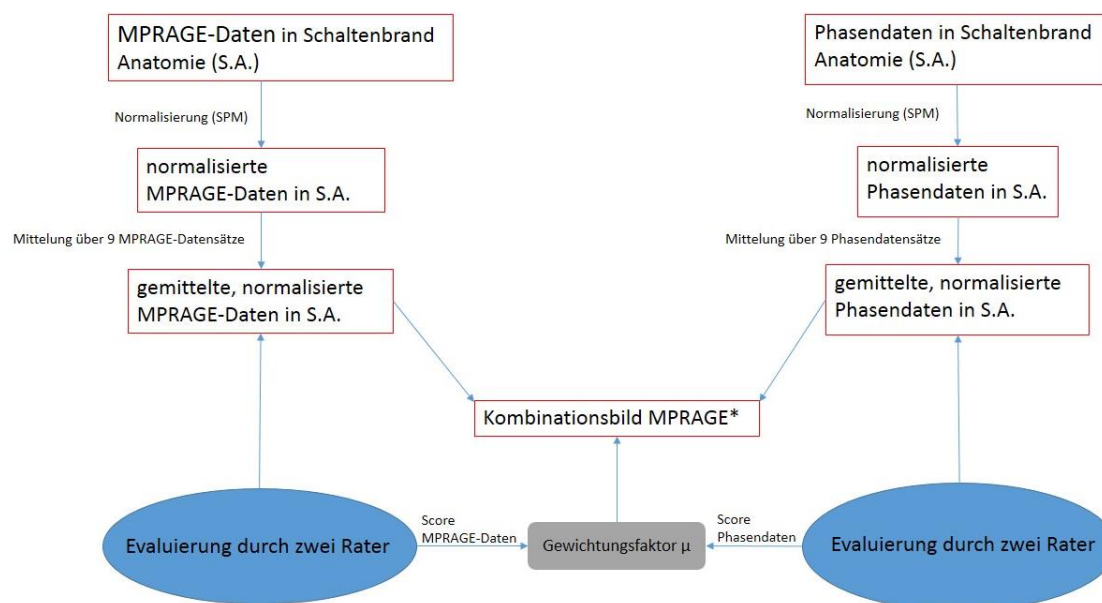 MPRAGE-Daten in Schaltenbrand
Anatomie (S.A.)
Normalisierung (SPM)
normalisierte
MPRAGE-Daten in S.A.
Mittelung über 9 MPRAGE-Datensätze
gemittelte, normalisierte
MPRAGE-Daten in S.A.
Phasendaten in Schaltenbrand
Anatomie (S.A.)
Normalisierung (SPM)
normalisierte
Phasendaten in S.A.
Mittelung über 9 Phasendatensätze
gemittelte, normalisierte
Phasendaten in S.A.
Kombinationsbild MPRAGE*
Evaluierung durch zwei Rater
Score
MPRAGE-Daten
Gewichtungsfaktor μ
Score
Phasendaten
Evaluierung durch zwei Rater